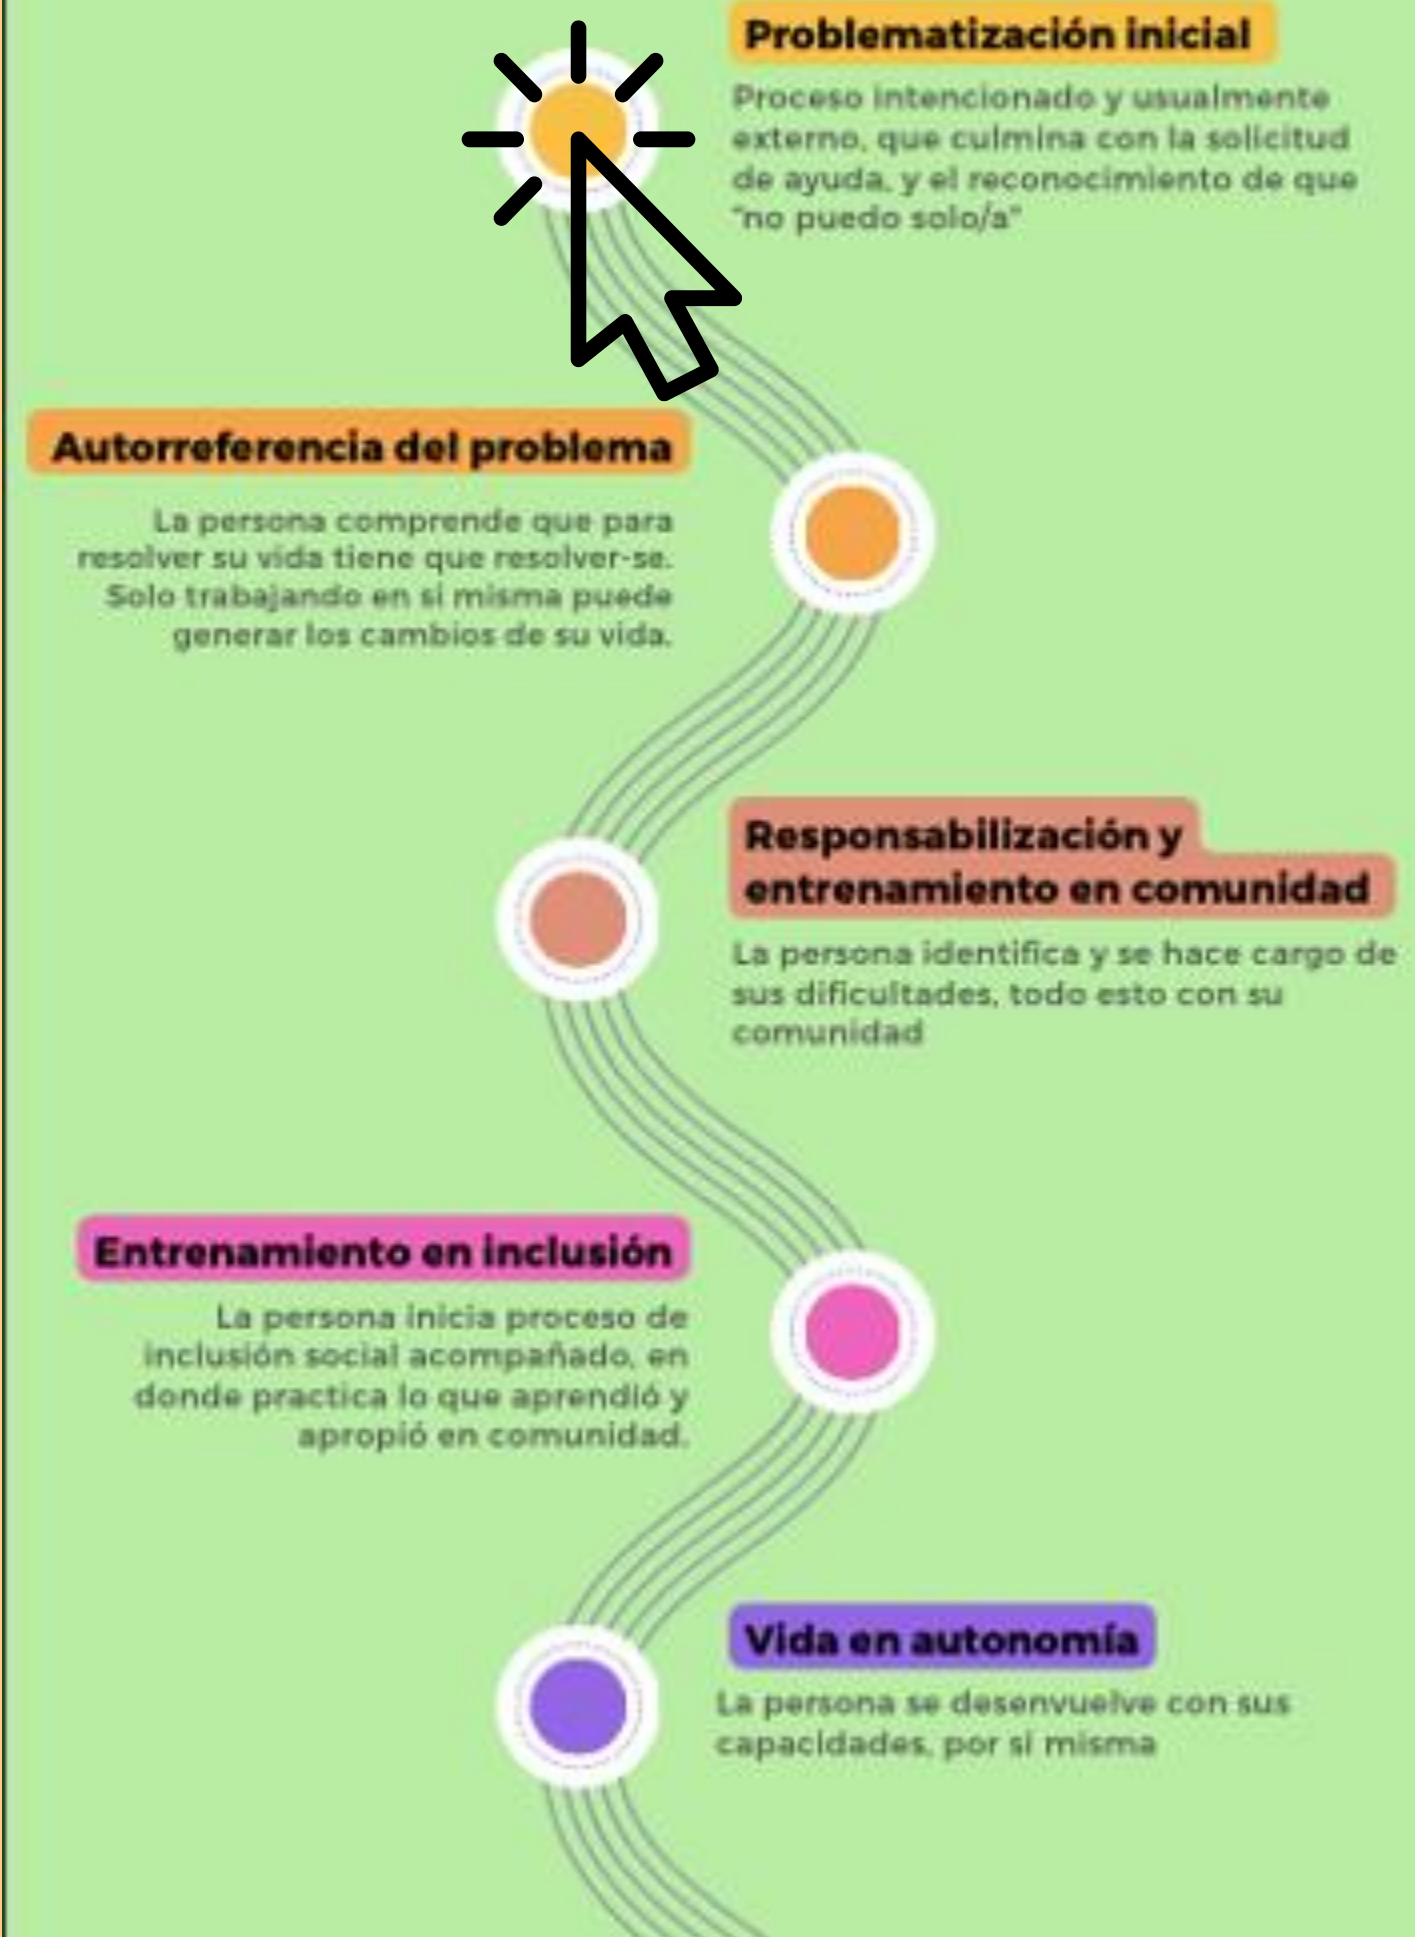 Problematización inicial
Proceso intencionado y usualmente
externo, que culmina con la solicitud
de ayuda, y el reconocimiento de que
"no puedo solo/a"
Autorreferencia del problema
La persona comprende que para
resolver su vida tiene que resolver-se.
Solo trabajando en sí misma puede
generar los cambios de su vida.
Responsabilización y
entrenamiento en comunidad
La persona identifica y se hace cargo de
sus dificultades, todo esto con su
comunidad
Entrenamiento en inclusión
La persona inicia proceso de
inclusión social acompañado, en
donde practica lo que aprendió y
apropió en comunidad.
Vida en autonomía
La persona se desenvuelve con sus
capacidades, por sí misma